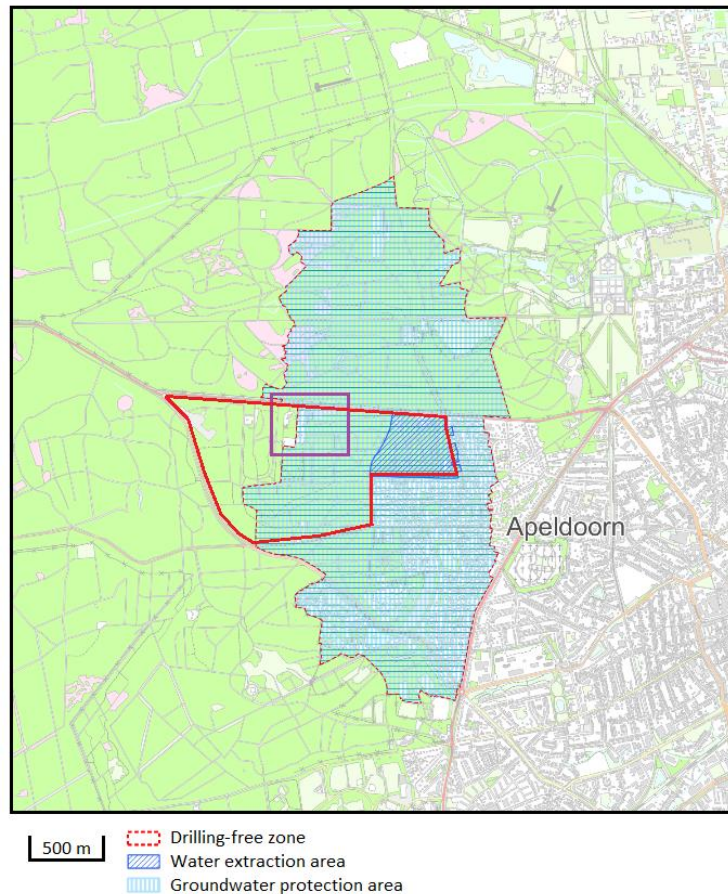 Apeldoorn
500 m
Drilling-free zone
Water extraction area
Groundwater protection area